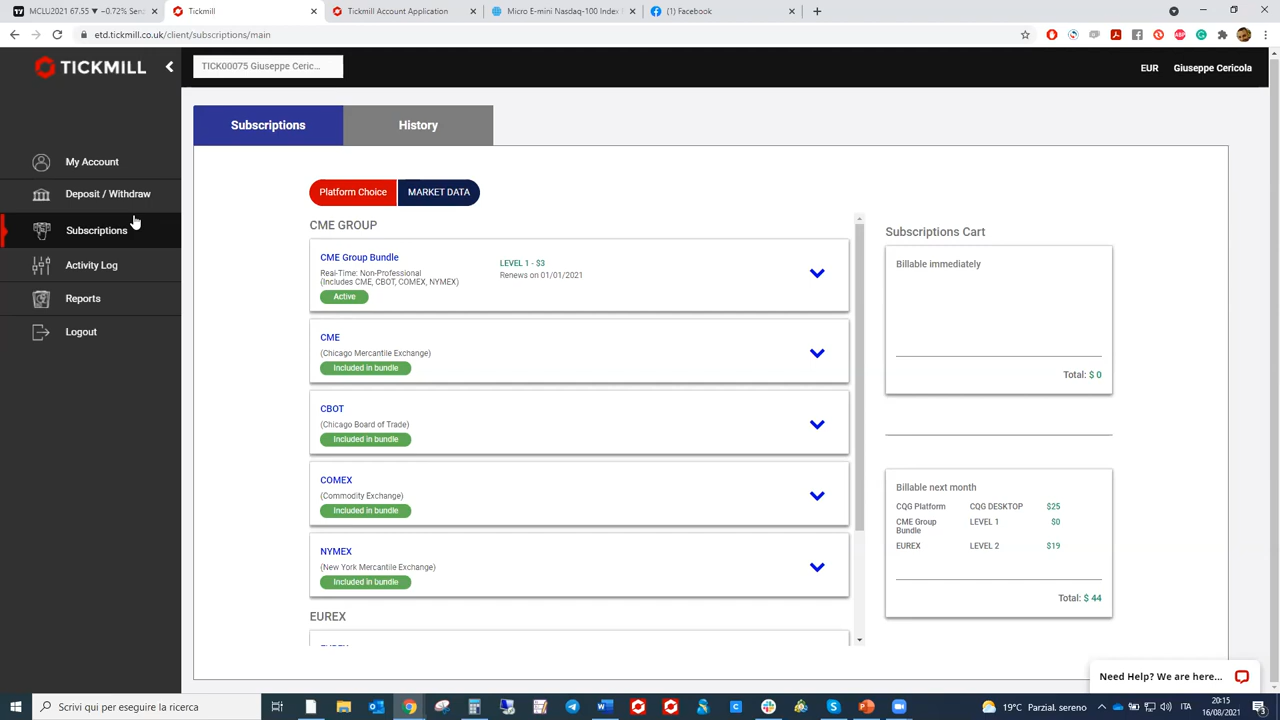 MCLU2021 67.55 ▼ −0.79% Sen
Tickmill
Tickmill Account Application
Micro E-mini Nasdaq-100 Index
(1) Facebook
etd.tickmill.co.uk/client/subscriptions/main
TICKMILL
TICK00075 Giuseppe Ceric...
EUR
Giuseppe Cericola
Subscriptions
History
My Account
Deposit / Withdraw
Subscriptions
Activity Log
Reports
Logout
Platform Choice
MARKET DATA
CME GROUP
CME Group Bundle
Real-Time: Non-Professional
(Includes CME, CBOT, COMEX, NYMEX)
Active
LEVEL 1 - $3
Renews on 01/01/2021
CME
(Chicago Mercantile Exchange)
Included in bundle
CBOT
(Chicago Board of Trade)
Included in bundle
COMEX
(Commodity Exchange)
Included in bundle
NYMEX
(New York Mercantile Exchange)
Included in bundle
EUREX
Subscriptions Cart
Billable immediately
Total: $ 0
Billable next month
CQG Platform CQG DESKTOP $25
CME Group Bundle LEVEL 1 $0
EUREX LEVEL 2 $19
Total: $ 44
Need Help? We are here...
Scrivi qui per eseguire la ricerca
19°C Parzial. nuvoloso
ITA
20:15
16/08/2021